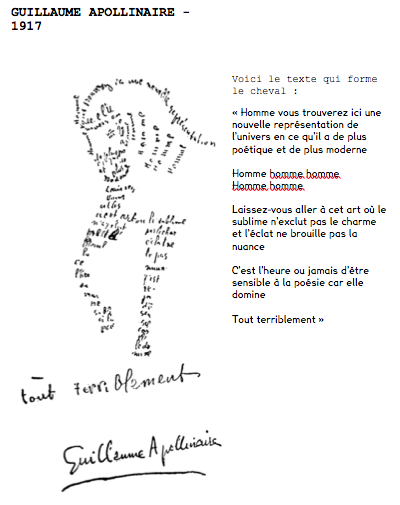 GUILLAUME APOLLINAIRE -
1917
Voici le texte qui forme
le cheval :
« Homme vous trouverez ici une
nouvelle représentation de
l'univers en ce qu'il a de plus
poétique et de plus moderne
Homme homme homme
Homme homme
Laissez-vous aller à cet art où le
sublime n'exclut pas le charme
et l'éclat ne brouille pas la
nuance
C'est l'heure ou jamais d'être
sensible à la poésie car elle
domine
Tout terriblement »
représentation
tout terriblement
Guillaume Apollinaire